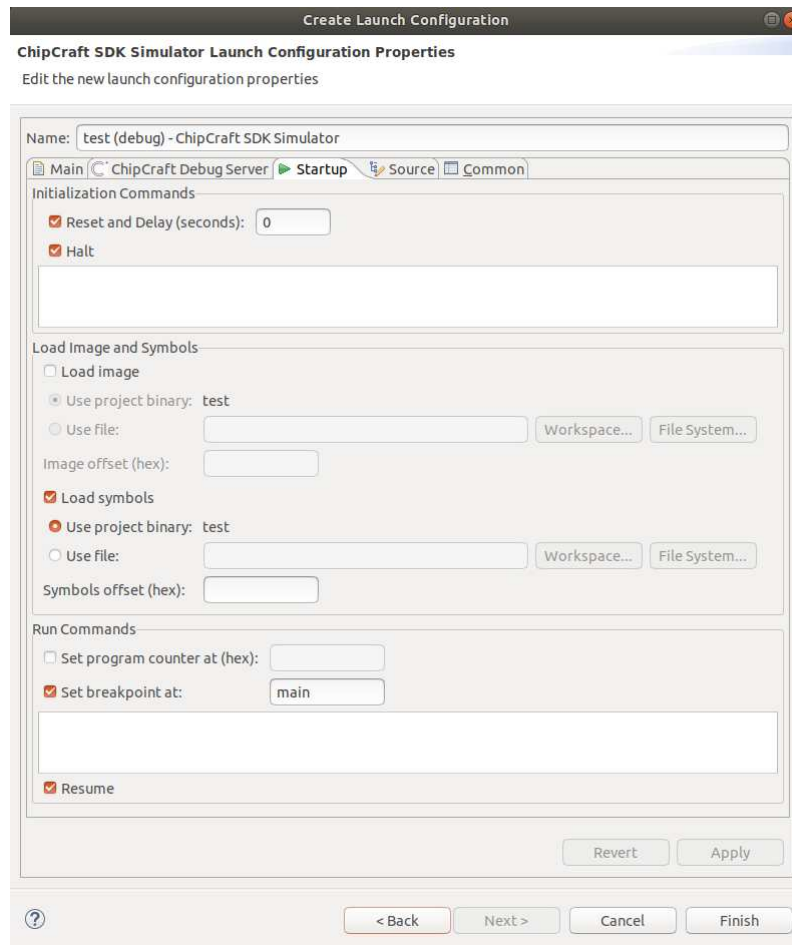 Create Launch Configuration
ChipCraft SDK Simulator Launch Configuration Properties
Edit the new launch configuration properties
Name: test (debug) - ChipCraft SDK Simulator
Main ChipCraft Debug Server Startup Source Common
Initialization Commands
Reset and Delay (seconds): 0
Halt
Load Image and Symbols
Load image
Use project binary: test
Use file: Workspace... File System...
Image offset (hex):
Load symbols
Use project binary: test
Use file: Workspace... File System...
Symbols offset (hex):
Run Commands
Set program counter at (hex):
Set breakpoint at: main
Resume
Revert Apply
? < Back Next > Cancel Finish